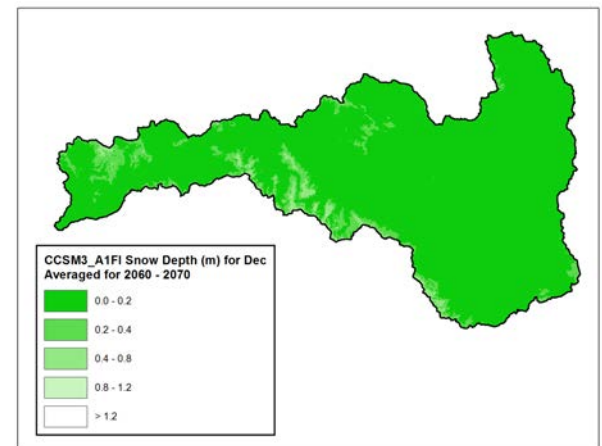 CCSM3_A1FI Snow Depth (m) for Dec
Averaged for 2060 - 2070
0.0 - 0.2
0.2 - 0.4
0.4 - 0.8
0.8 - 1.2
> 1.2